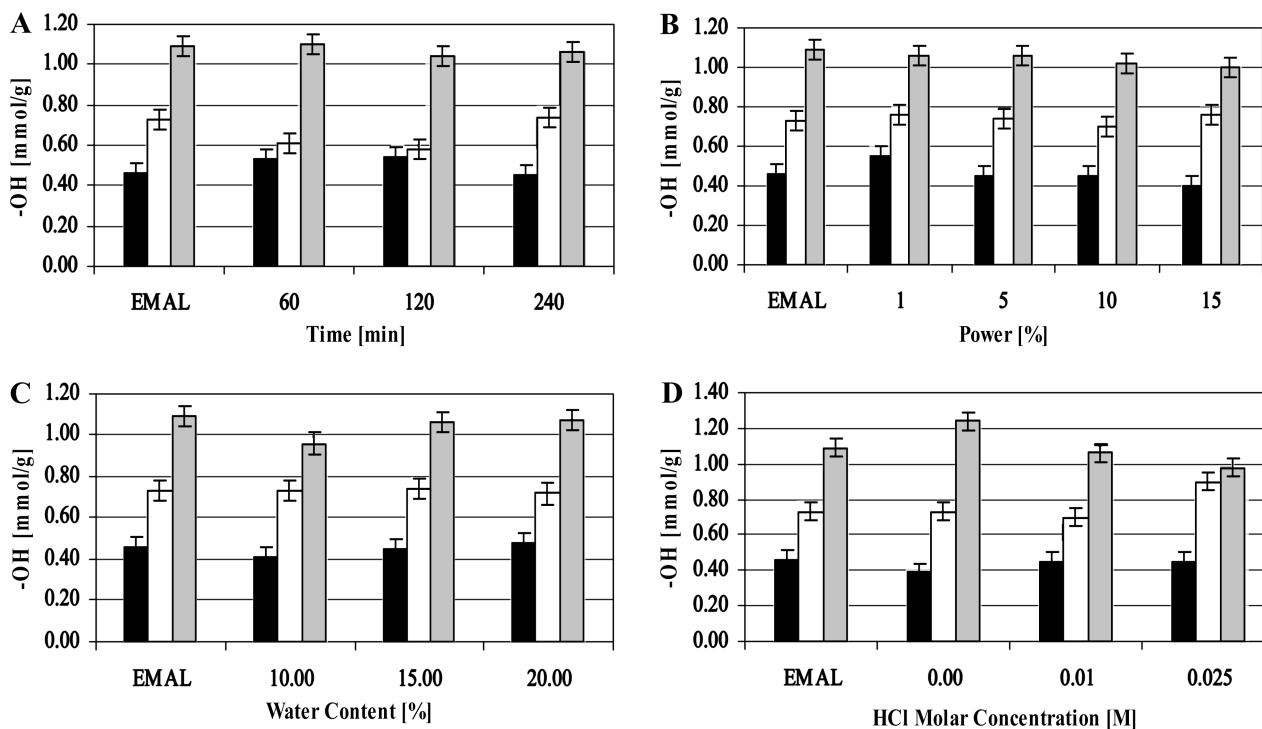 A
1.20
1.00
0.80
0.60
0.40
0.20
0.00
-OH [mmol/g]
EMAL 60 120 240
Time [min]
B
1.20
1.00
0.80
0.60
0.40
0.20
0.00
-OH [mmol/g]
EMAL 1 5 10 15
Power [%]
C
1.20
1.00
0.80
0.60
0.40
0.20
0.00
-OH [mmol/g]
EMAL 10.00 15.00 20.00
Water Content [%]
D
1.40
1.20
1.00
0.80
0.60
0.40
0.20
0.00
-OH [mmol/g]
EMAL 0.00 0.01 0.025
HCl Molar Concentration [M]